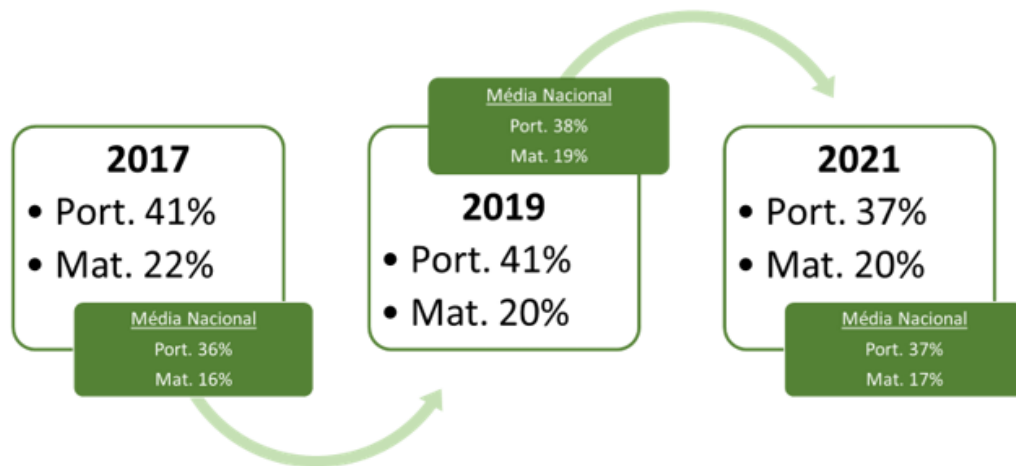 2017
• Port. 41%
• Mat. 22%
Média Nacional
Port. 36%
Mat. 16%
Média Nacional
Port. 38%
Mat. 19%
2019
• Port. 41%
• Mat. 20%
2021
• Port. 37%
• Mat. 20%
Média Nacional
Port. 37%
Mat. 17%